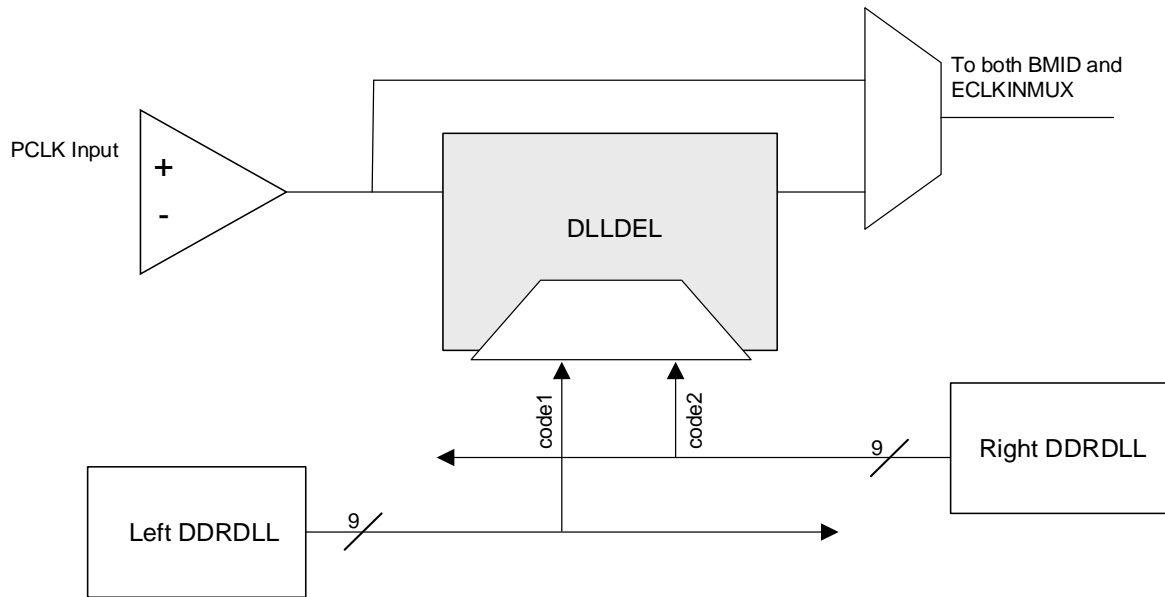 To both BMID and
ECLKINMUX
PCLK Input
+
-
DLLDEL
code1
code2
9
Right DDRDLL
9
Left DDRDLL